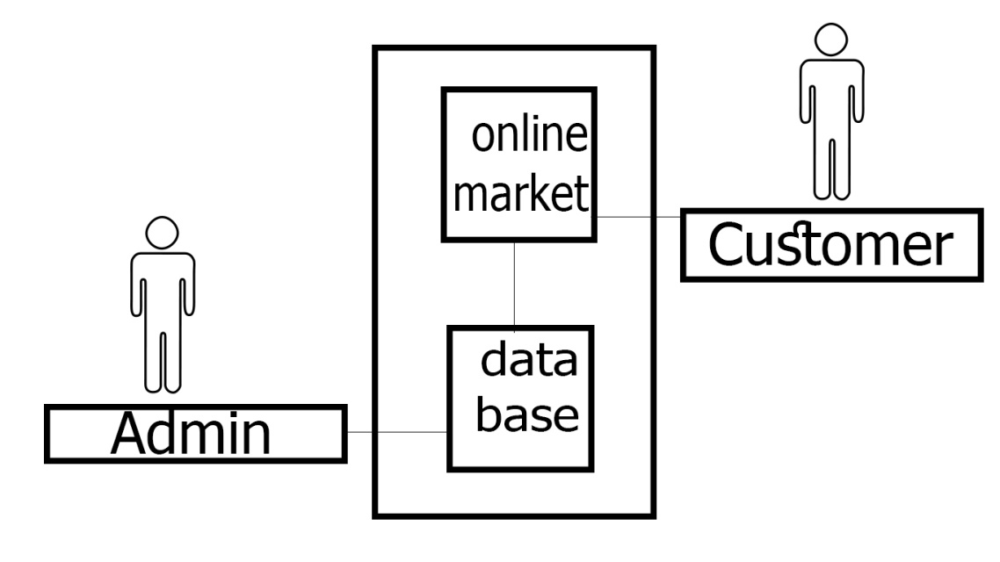 online
market
Customer
data
base
Admin